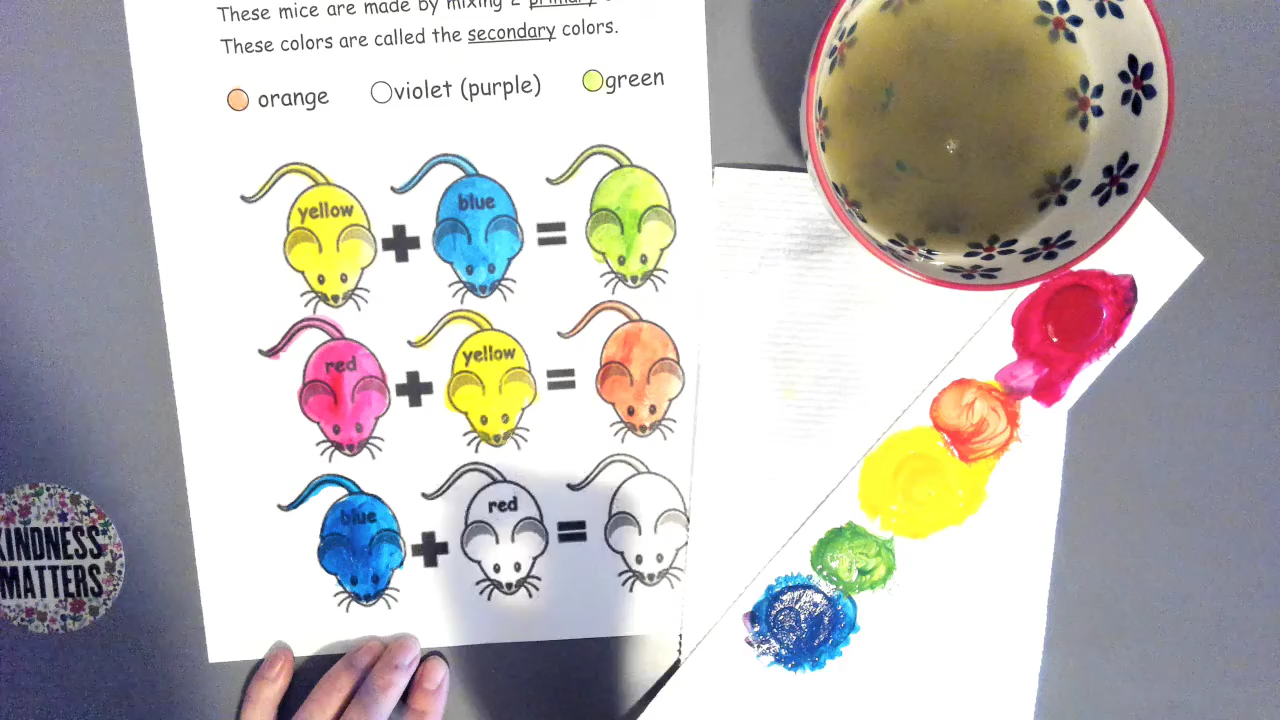 These mice are made by mixing 2 primary
These colors are called the secondary colors.
orange violet (purple) green
yellow + blue =
red + yellow =
blue + red =
KINDNESS
MATTERS